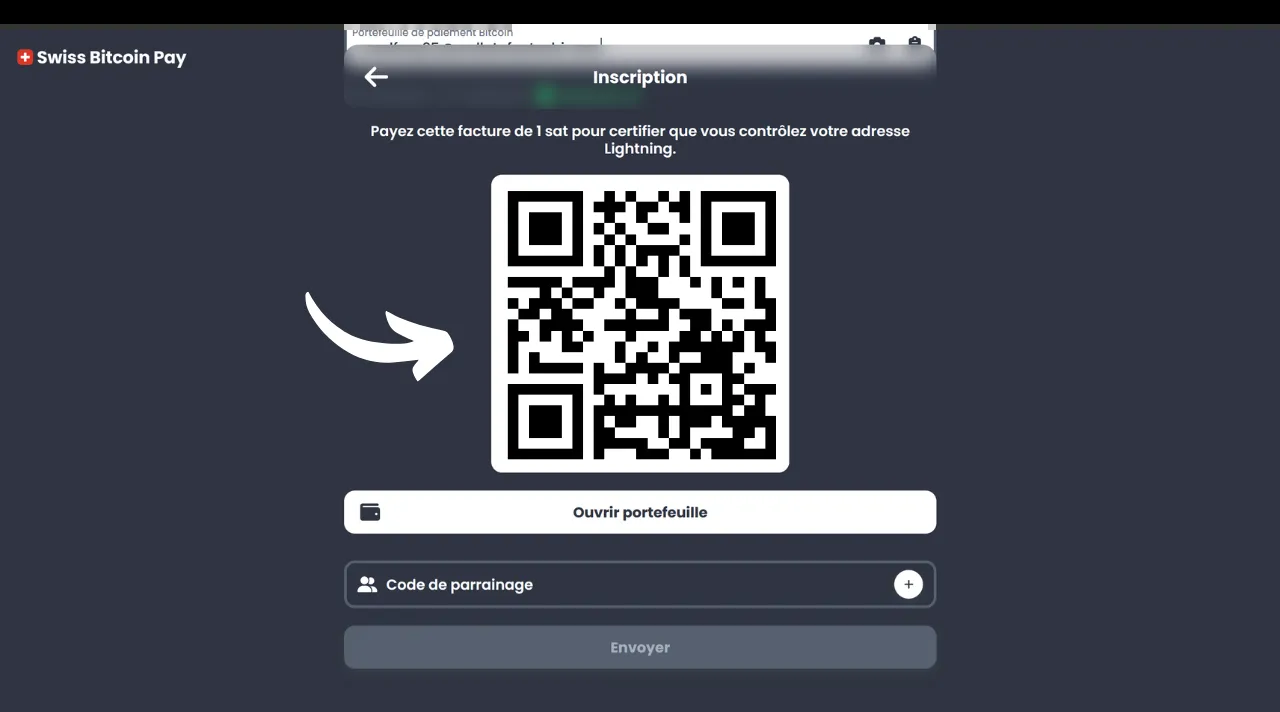 Portefeuille de paiement Bitcoin
Swiss Bitcoin Pay
Inscription
Payez cette facture de 1 sat pour certifier que vous contrôlez votre adresse
Lightning.
Ouvrir portefeuille
Code de parrainage
Envoyer